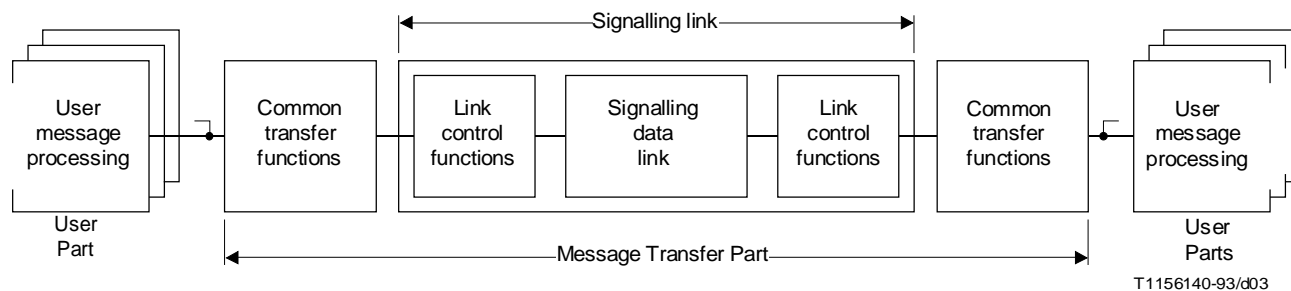 Signalling link
User
message
processing
Common
transfer
functions
Link
control
functions
Signalling
data
link
Link
control
functions
Common
transfer
functions
User
message
processing
User
Part
Message Transfer Part
User
Parts
T1156140-93/d03